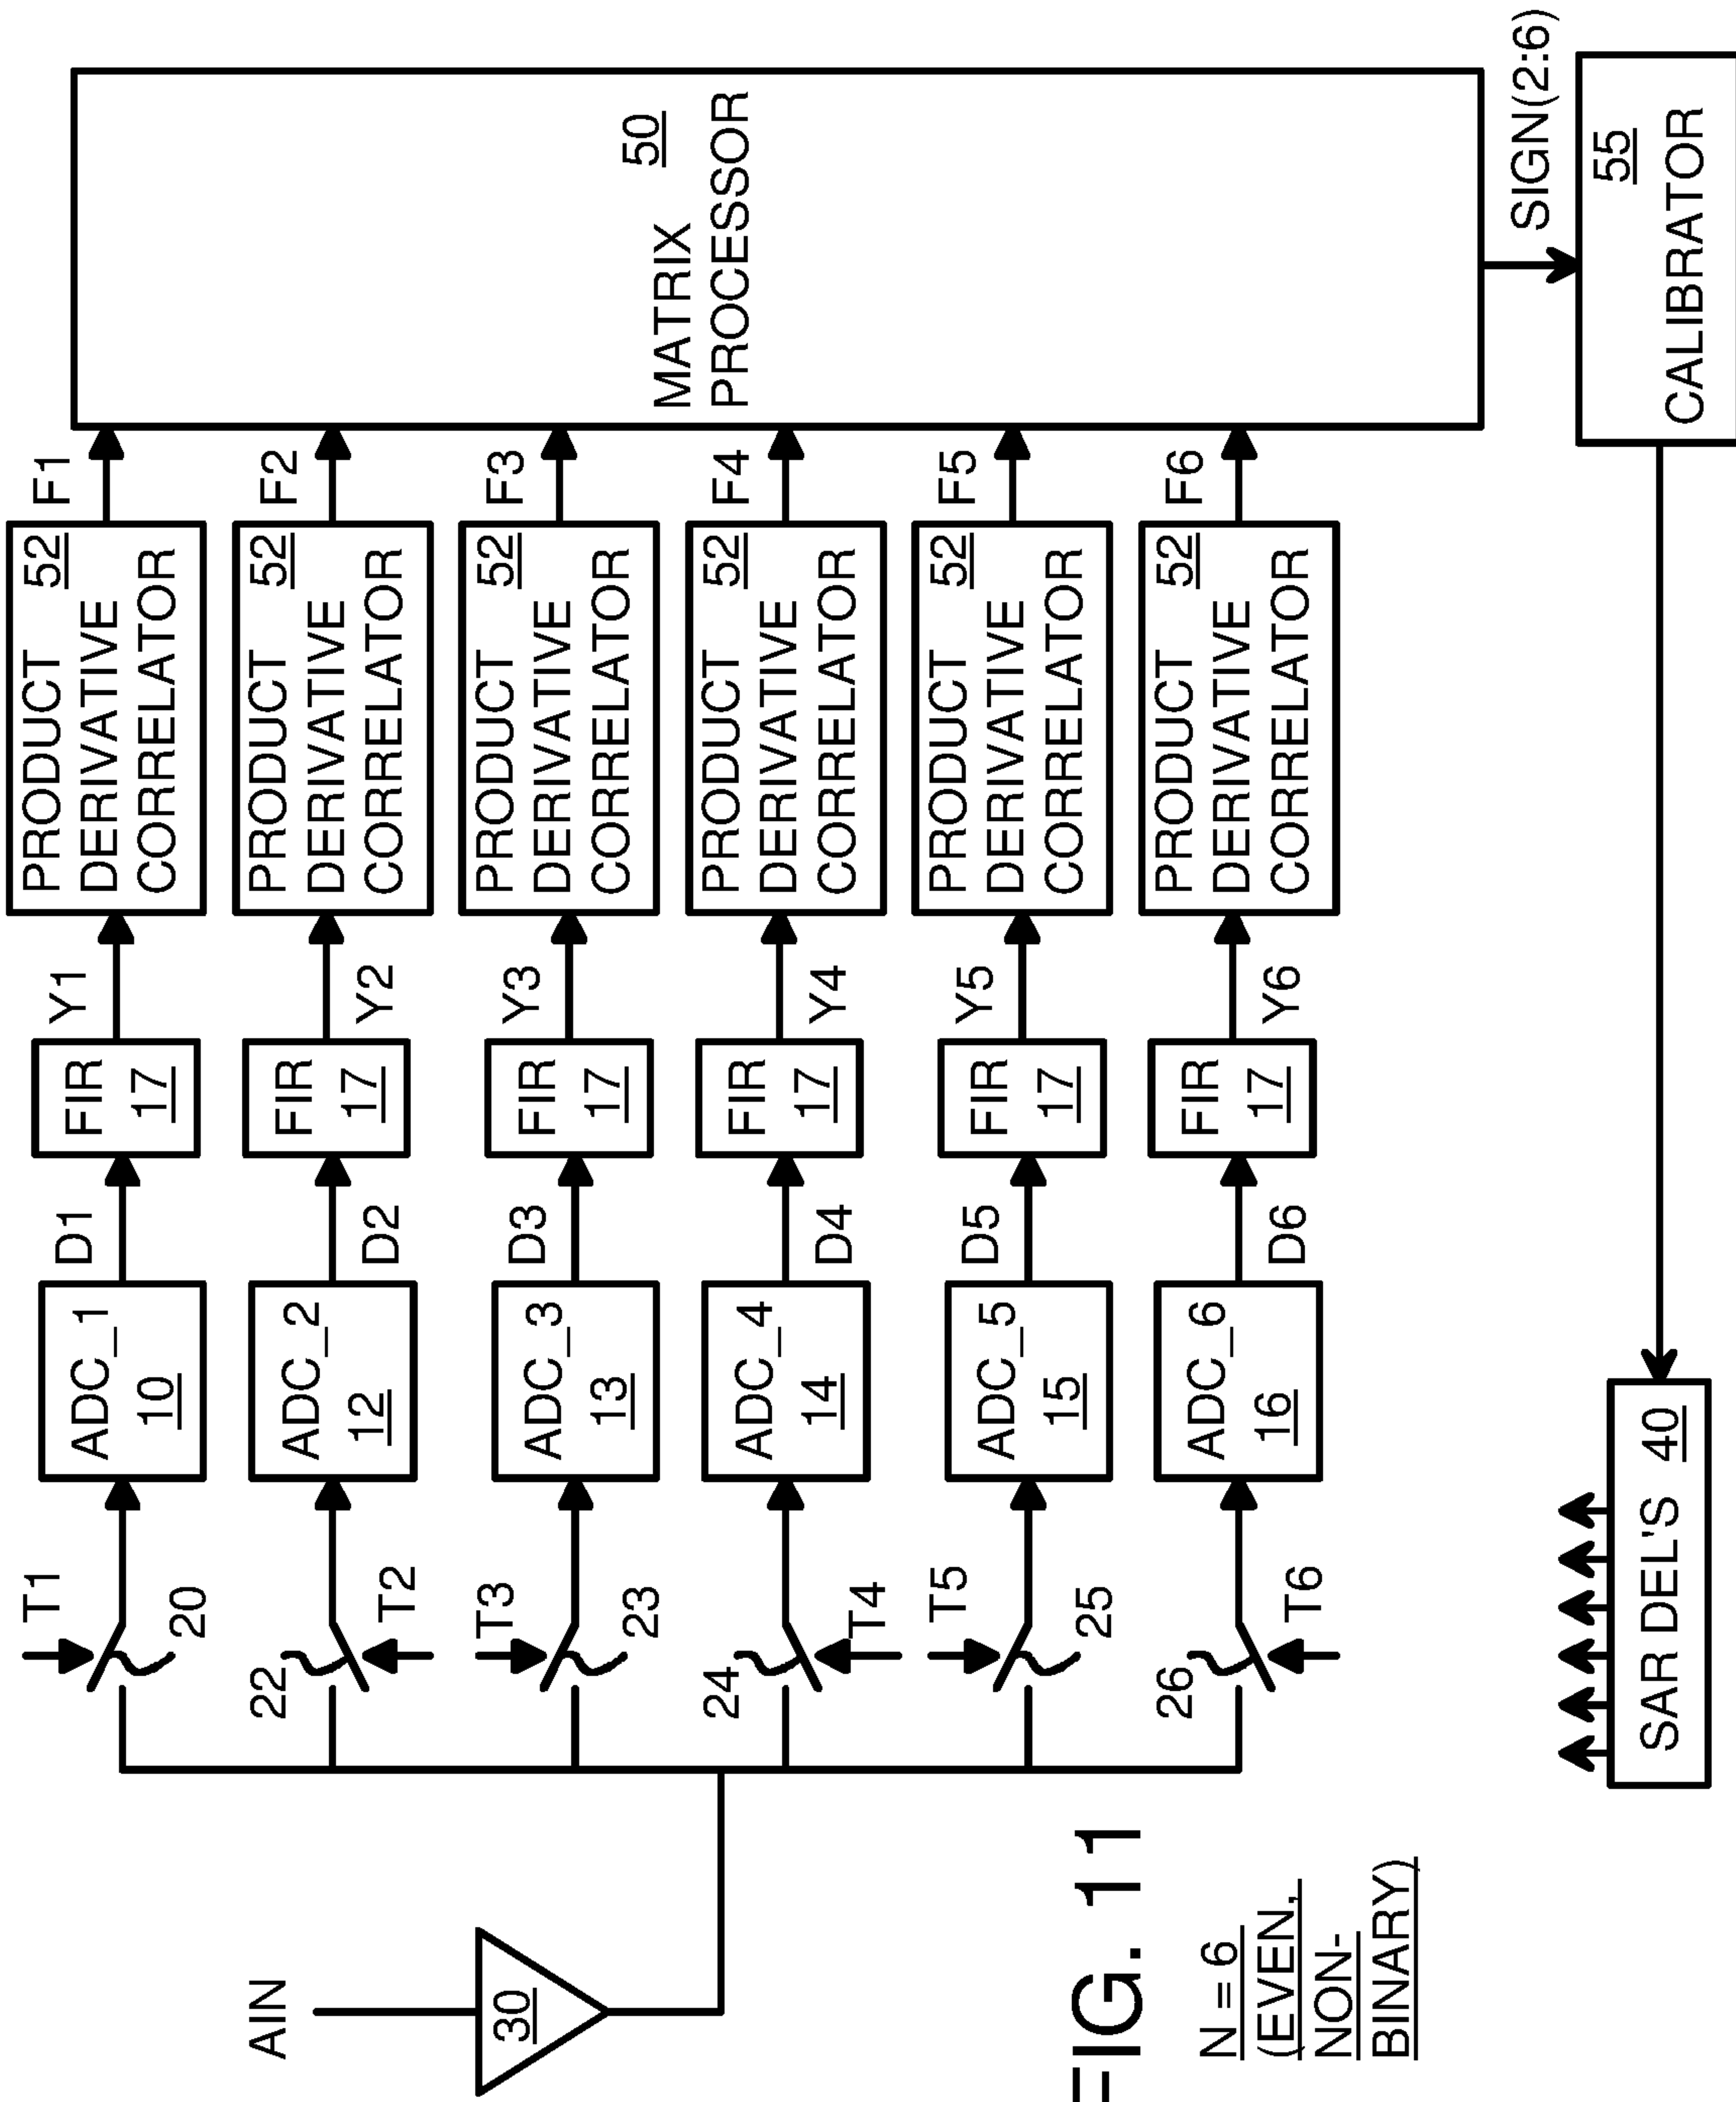 AIN
30
T1
20
ADC_1
10
D1
FIR
17
Y1
PRODUCT
52
DERIVATIVE
CORRELATOR
F1
22
T2
ADC_2
12
D2
FIR
17
Y2
PRODUCT
52
DERIVATIVE
CORRELATOR
F2
T3
23
ADC_3
13
D3
FIR
17
Y3
PRODUCT
52
DERIVATIVE
CORRELATOR
F3
24
T4
ADC_4
14
D4
FIR
17
Y4
PRODUCT
52
DERIVATIVE
CORRELATOR
F4
T5
25
ADC_5
15
D5
FIR
17
Y5
PRODUCT
52
DERIVATIVE
CORRELATOR
F5
26
T6
ADC_6
16
D6
FIR
17
Y6
PRODUCT
52
DERIVATIVE
CORRELATOR
F6
50
MATRIX
PROCESSOR
SIGN(2:6)
55
CALIBRATOR
SAR DEL'S 40
FIG. 11
N = 6
(EVEN,
NON-
BINARY)